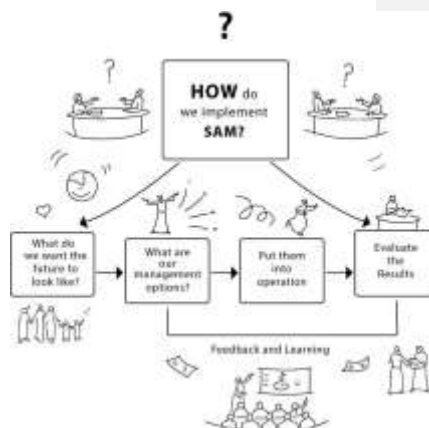 ?
HOW do
we implement
SAM?
?
?
What do
we want the
future to
look like?
What are
our
management
options?
Put them
into
operation
Evaluate
the
Results
Feedback and Learning